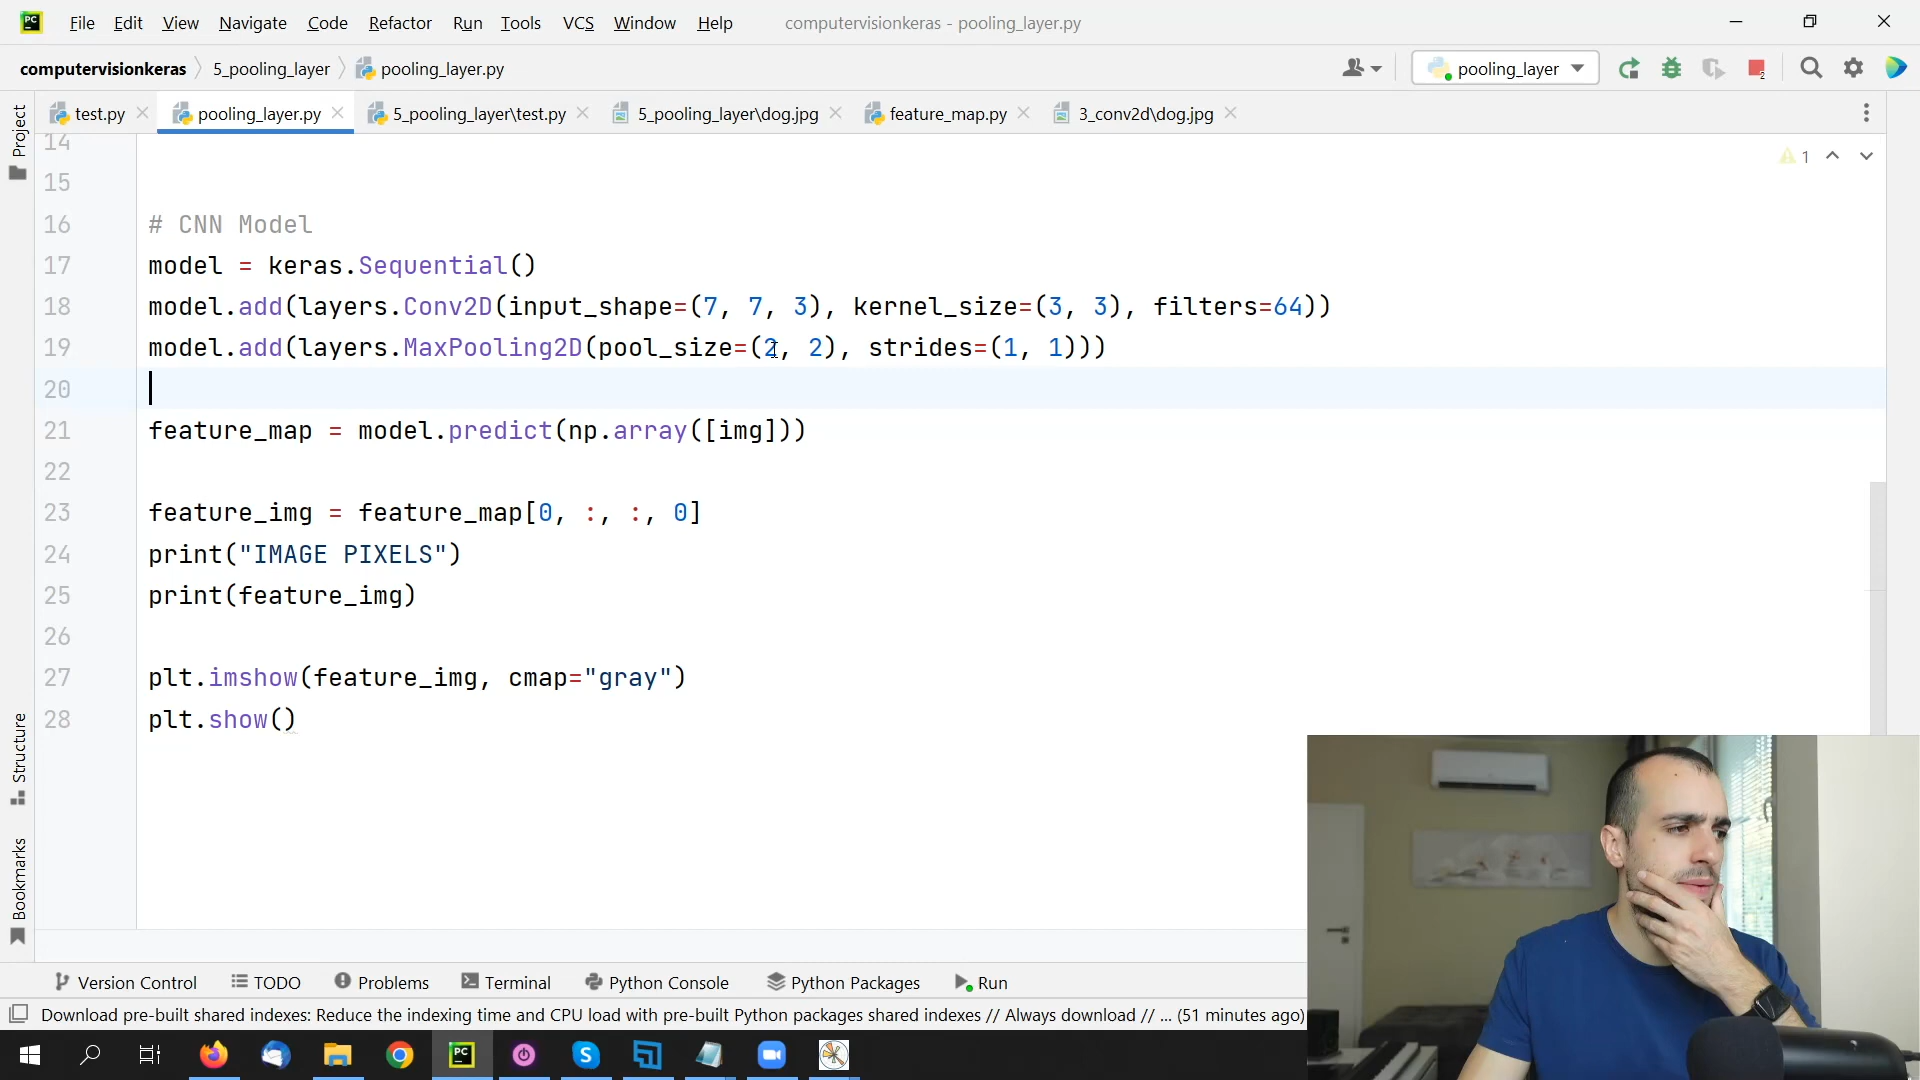 File Edit View Navigate Code Refactor Run Tools VCS Window Help computervisionkeras - pooling_layer.py
computervisionkeras 5_pooling_layer pooling_layer.py pooling_layer
test.py pooling_layer.py 5_pooling_layer\test.py 5_pooling_layer\dog.jpg feature_map.py 3_conv2d\dog.jpg
Project
Structure
Bookmarks
1
14
15
16 # CNN Model
17 model = keras.Sequential()
18 model.add(layers.Conv2D(input_shape=(7, 7, 3), kernel_size=(3, 3), filters=64))
19 model.add(layers.MaxPooling2D(pool_size=(2, 2), strides=(1, 1)))
20
21 feature_map = model.predict(np.array([img]))
22
23 feature_img = feature_map[0, :, :, 0]
24 print("IMAGE PIXELS")
25 print(feature_img)
26
27 plt.imshow(feature_img, cmap="gray")
28 plt.show()
Version Control TODO Problems Terminal Python Console Python Packages Run
Download pre-built shared indexes: Reduce the indexing time and CPU load with pre-built Python packages shared indexes // Always download // ... (51 minutes ago)